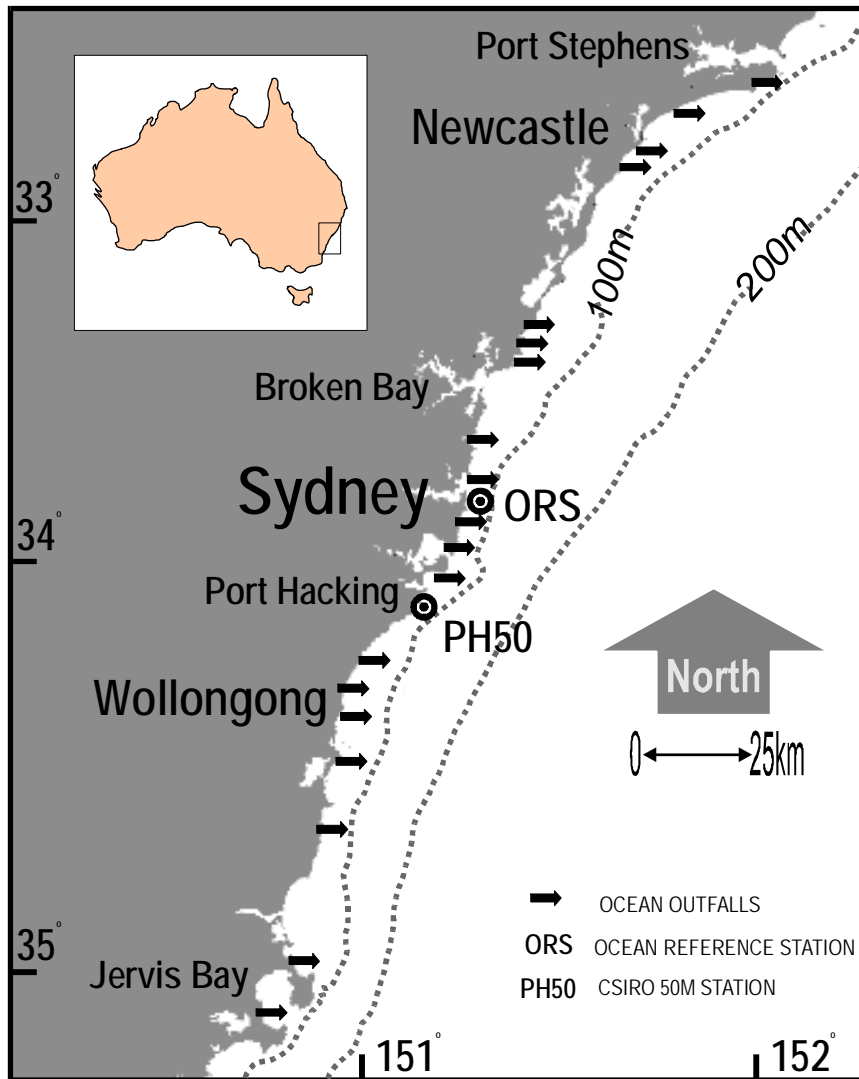 Port Stephens
Newcastle
33°
100m
200m
Broken Bay
Sydney
ORS
34°
Port Hacking
PH50
North
Wollongong
0 25km
OCEAN OUTFALLS
ORS OCEAN REFERENCE STATION
35°
Jervis Bay
PH50 CSIRO 50M STATION
151° 152°